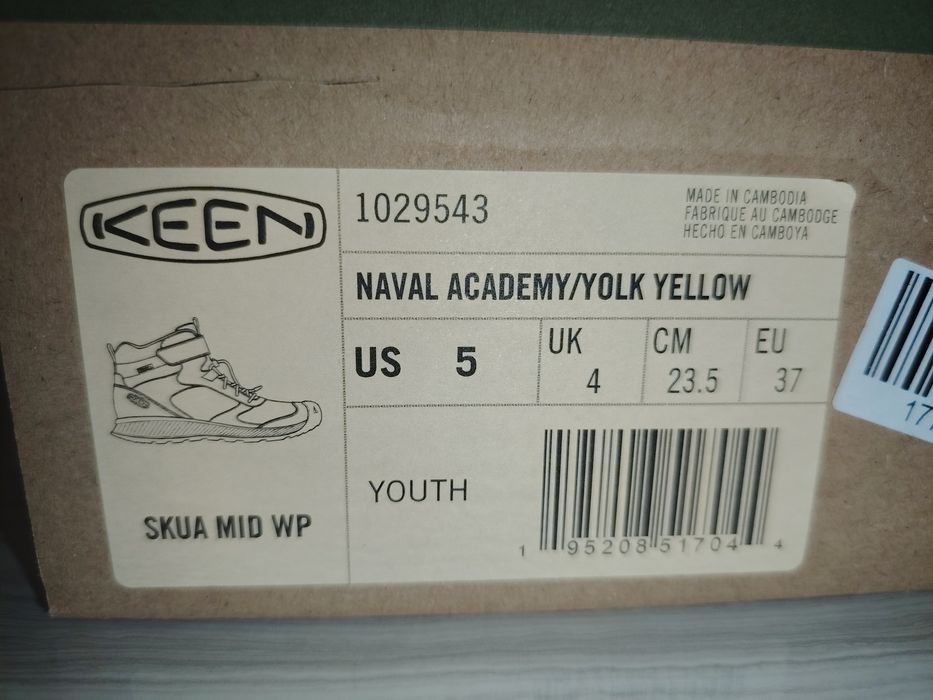 KEEN
1029543
MADE IN CAMBODIA
FABRIQUE AU CAMBODGE
HECHO EN CAMBOYA
NAVAL ACADEMY/YOLK YELLOW
US 5
UK 4
CM 23.5
EU 37
KEEN
SKUA MID WP
YOUTH
1 95208 51704 4